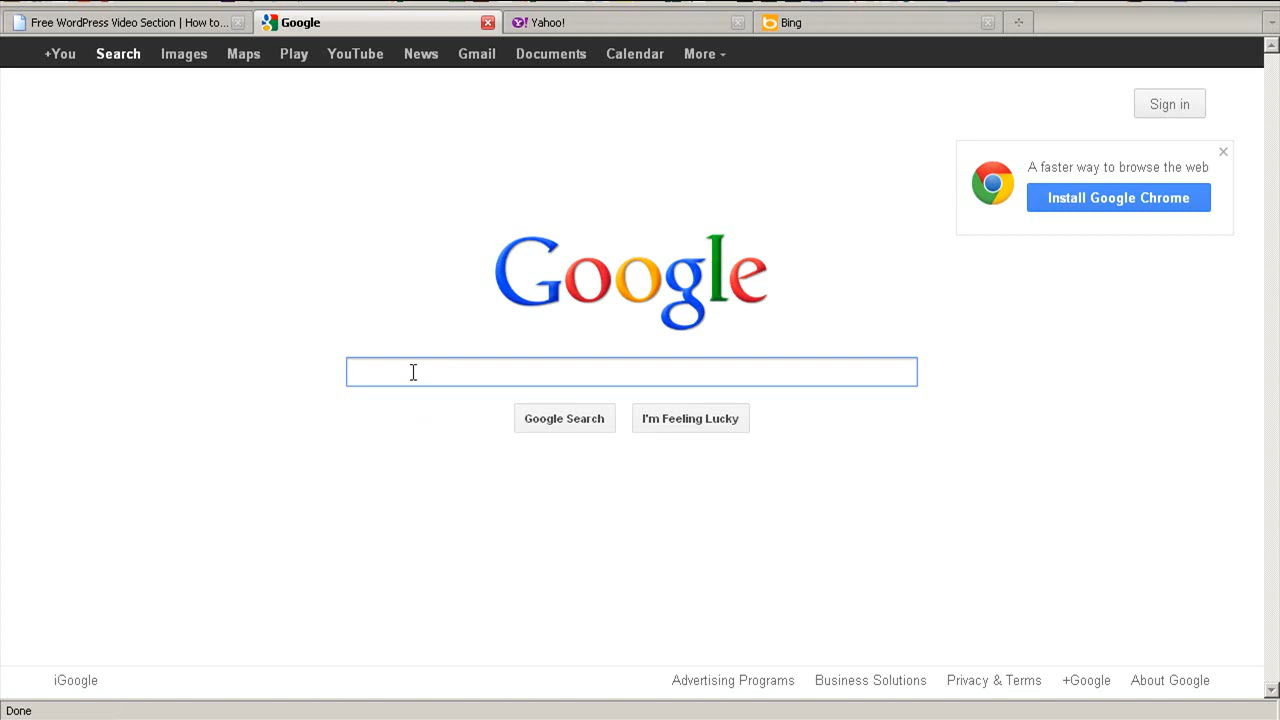 Free WordPress Video Section | How to...
Google
Yahoo!
Bing
+You Search Images Maps Play YouTube News Gmail Documents Calendar More
Sign in
A faster way to browse the web
Install Google Chrome
Google
Google Search I'm Feeling Lucky
iGoogle Advertising Programs Business Solutions Privacy & Terms +Google About Google
Done